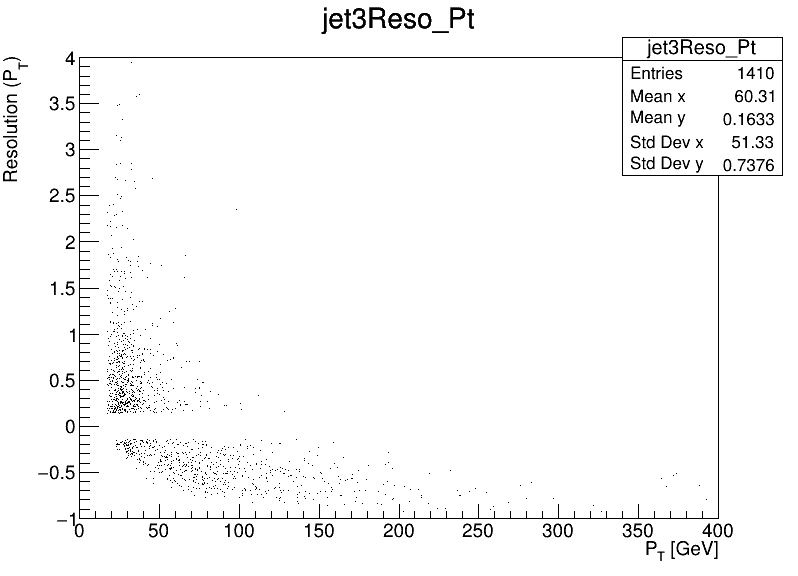 jet3Reso_Pt
jet3Reso_Pt
Entries 1410
Mean x 60.31
Mean y 0.1633
Std Dev x 51.33
Std Dev y 0.7376
Resolution (P_T)
4
3.5
3
2.5
2
1.5
1
0.5
0
−0.5
−1
0 50 100 150 200 250 300 350 400
P_T [GeV]